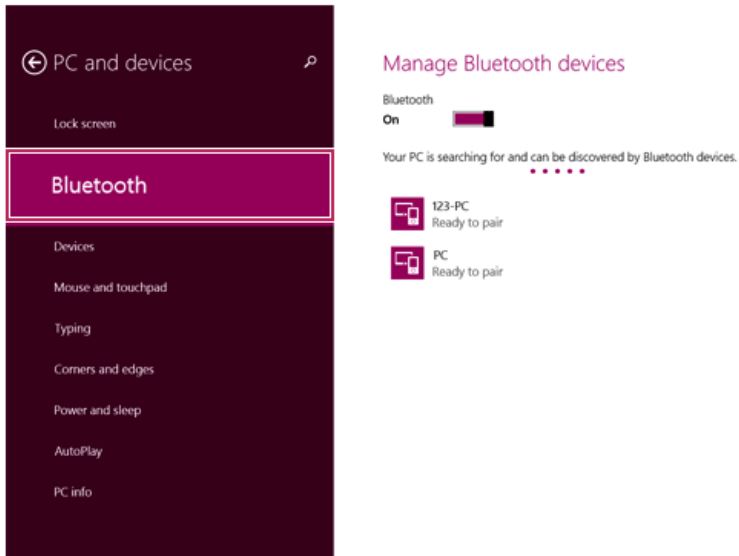 PC and devices
Lock screen
Bluetooth
Devices
Mouse and touchpad
Typing
Corners and edges
Power and sleep
AutoPlay
PC info
Manage Bluetooth devices
Bluetooth
On
Your PC is searching for and can be discovered by Bluetooth devices.
123-PC
Ready to pair
PC
Ready to pair